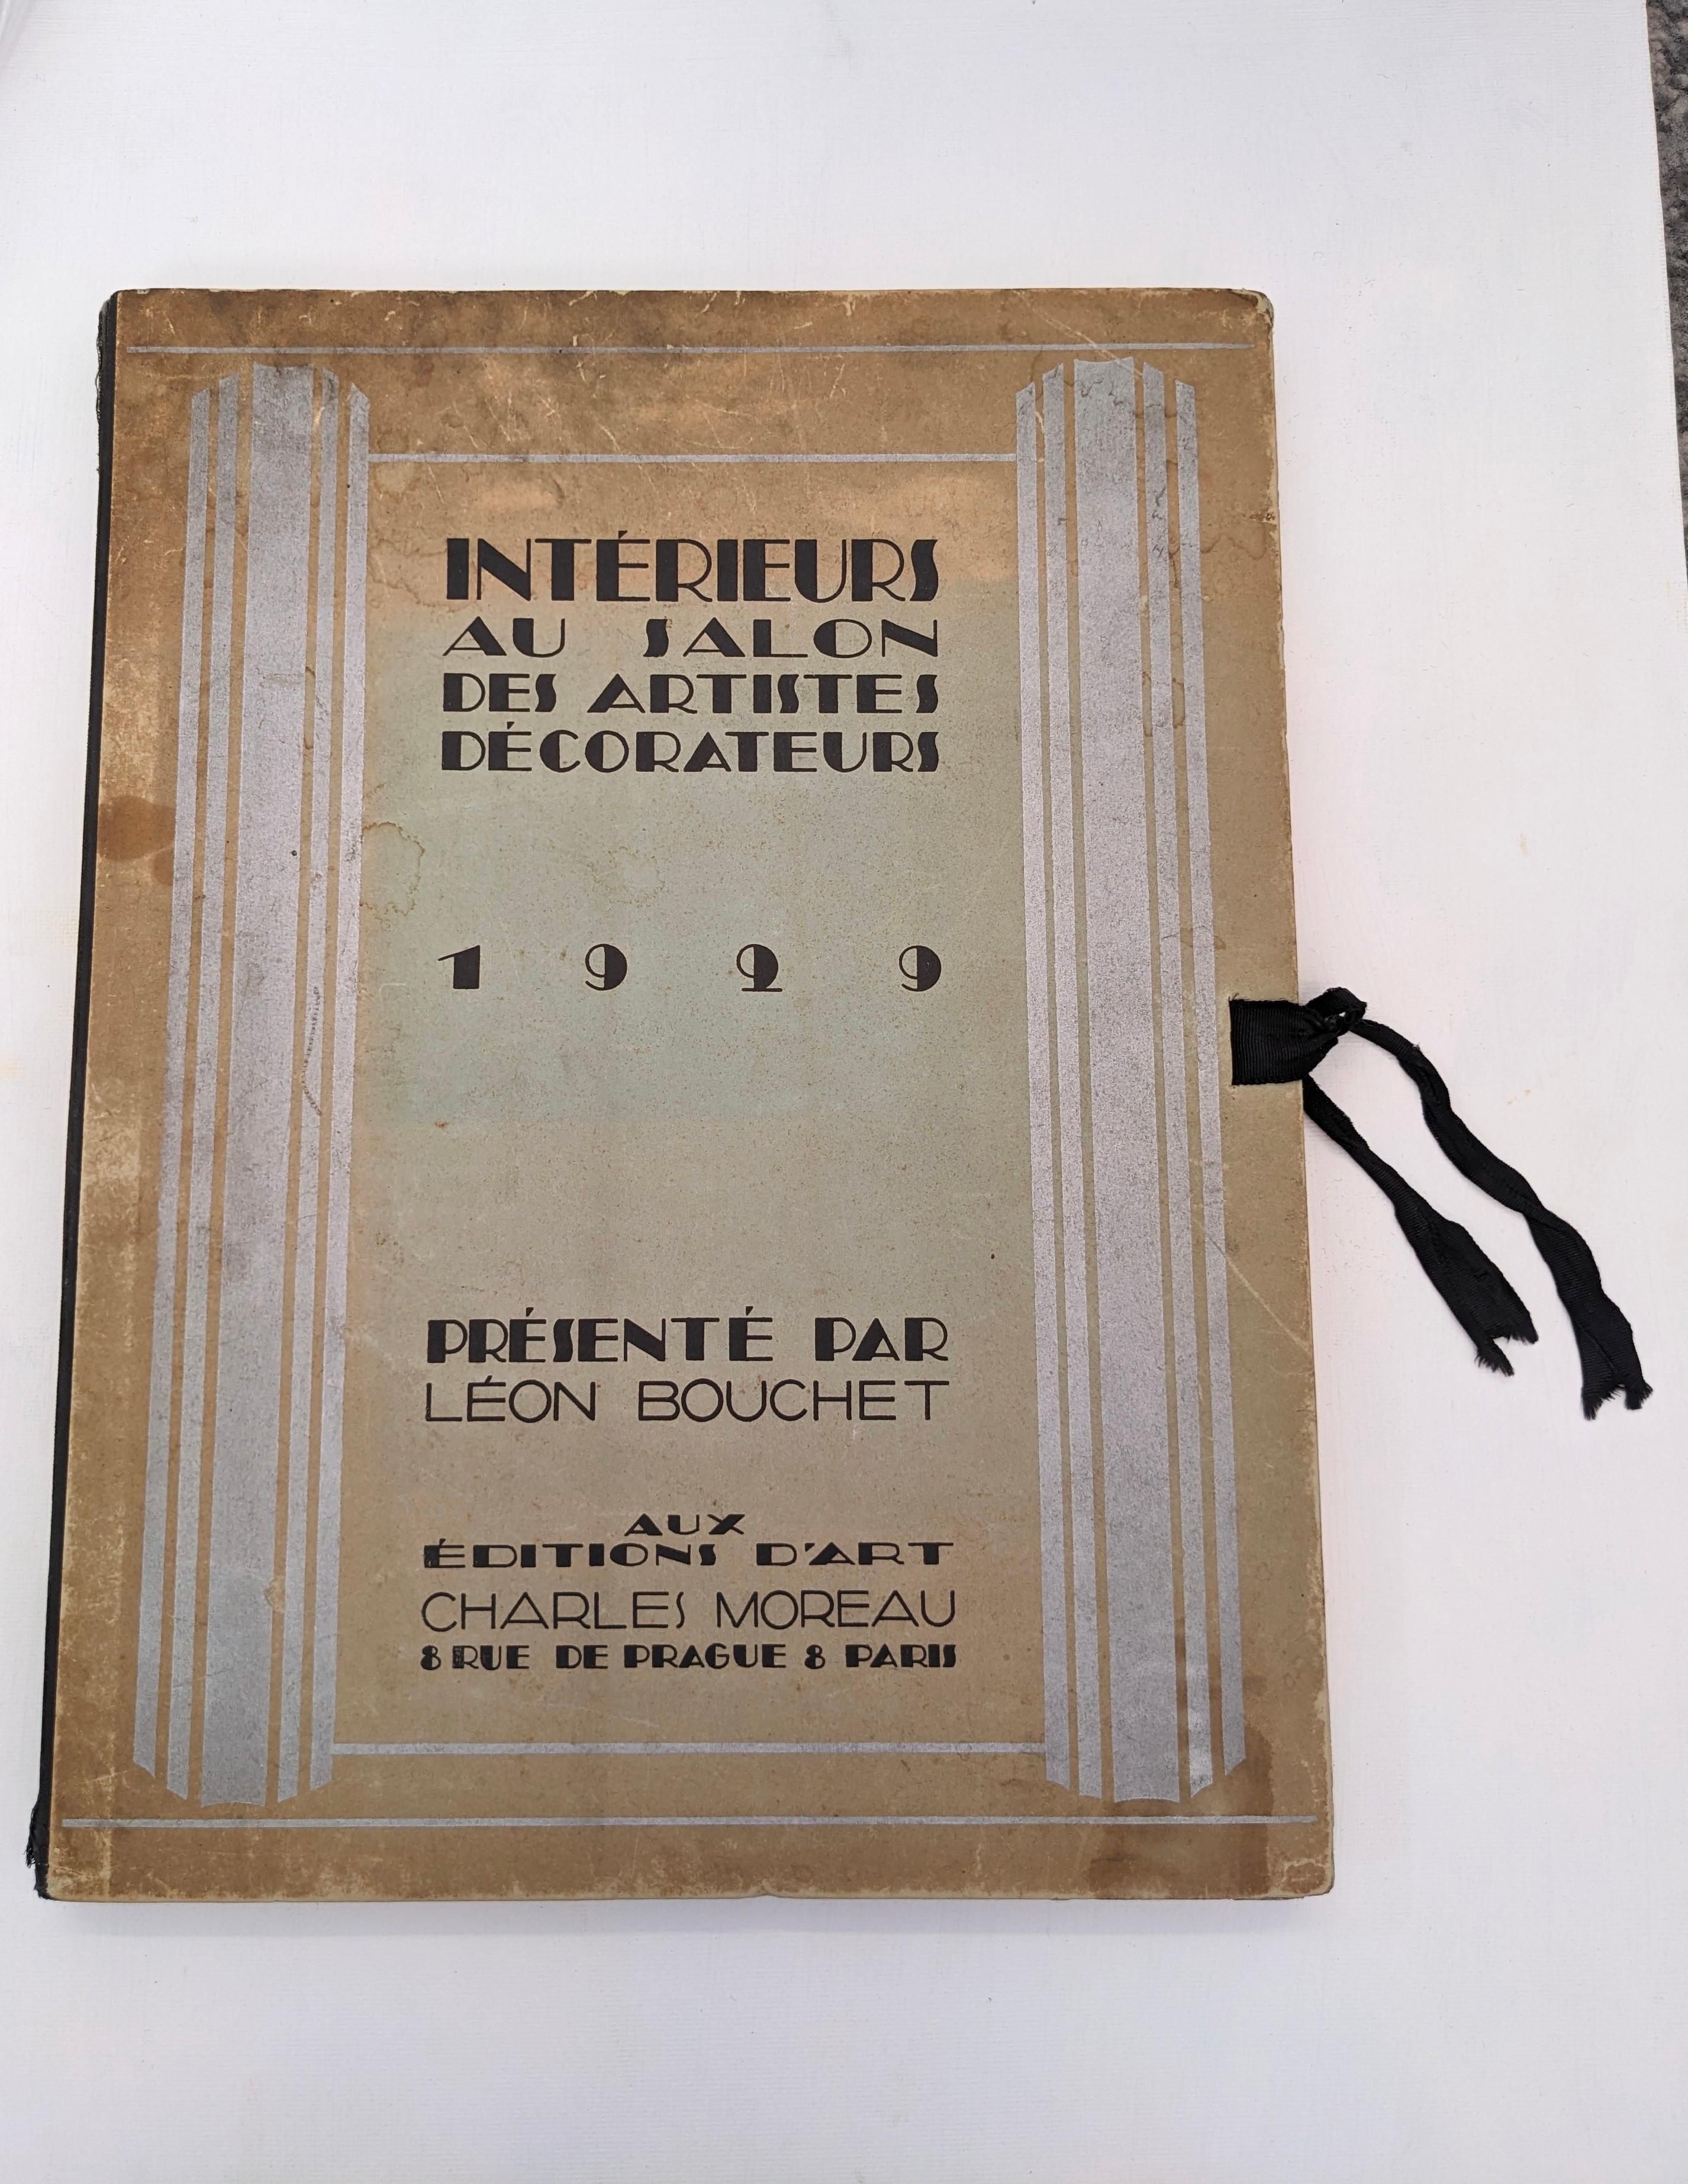 INTÉRIEURS
AU SALON
DES ARTISTES
DÉCORATEURS
1929
PRÉSENTÉ PAR
LÉON BOUCHET
AUX
ÉDITIONS D'ART
CHARLES MOREAU
8 RUE DE PRAGUE 8 PARIS